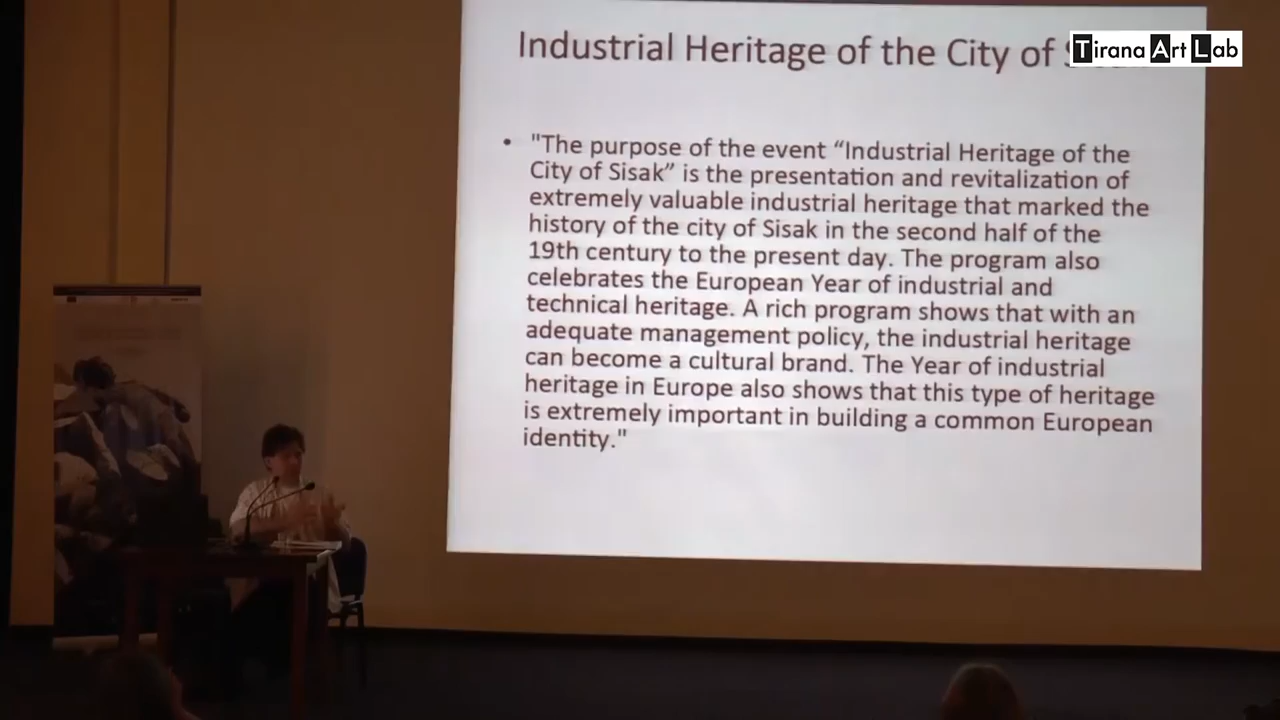 Industrial Heritage of the City of
Tirana Art Lab
• "The purpose of the event “Industrial Heritage of the
City of Sisak” is the presentation and revitalization of
extremely valuable industrial heritage that marked the
history of the city of Sisak in the second half of the
19th century to the present day. The program also
celebrates the European Year of industrial and
technical heritage. A rich program shows that with an
adequate management policy, the industrial heritage
can become a cultural brand. The Year of industrial
heritage in Europe also shows that this type of heritage
is extremely important in building a common European
identity."